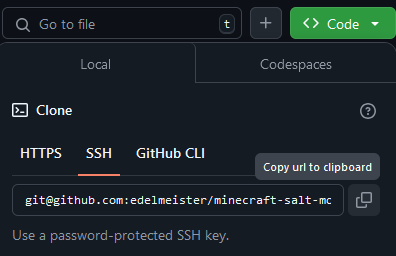 Go to file t + <> Code
Local Codespaces
Clone
HTTPS SSH GitHub CLI
Copy url to clipboard
git@github.com:edelmeister/minecraft-salt-mc
Use a password-protected SSH key.